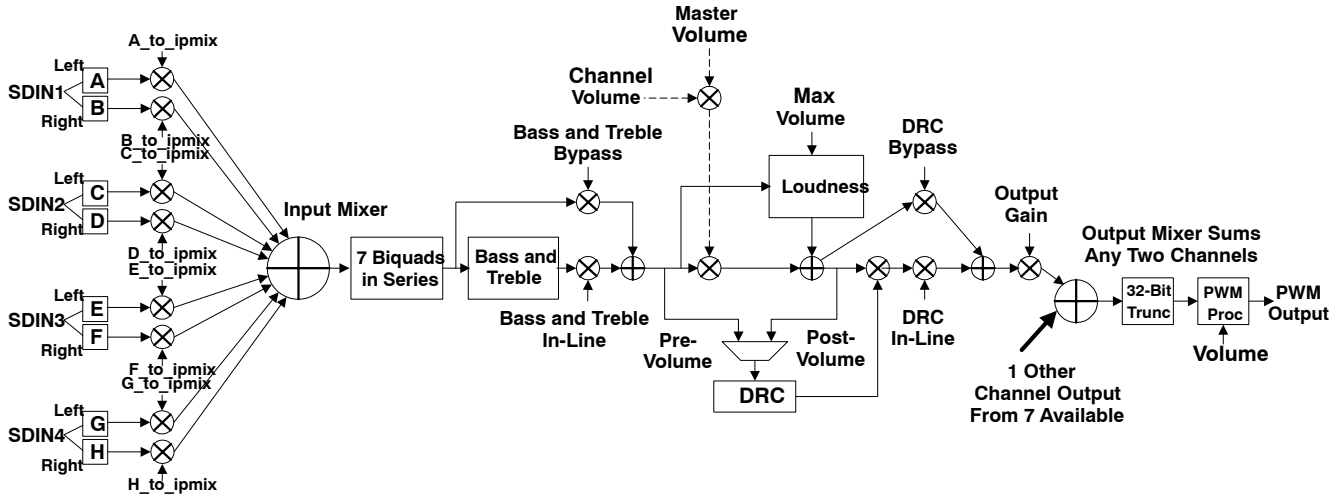 Master
Volume
Channel
Volume
Max
Volume
A_to_ipmix
Left
A
SDIN1
B
Right
B_to_ipmix
C_to_ipmix
Left
C
SDIN2
D
Right
D_to_ipmix
E_to_ipmix
Left
E
SDIN3
F
Right
F_to_ipmix
G_to_ipmix
Left
G
SDIN4
H
Right
H_to_ipmix
Input Mixer
7 Biquads
in Series
Bass and Treble
Bypass
Bass and
Treble
Bass and Treble
In-Line
Loudness
Pre-
Volume
Post-
Volume
DRC
DRC
Bypass
DRC
In-Line
Output
Gain
Output Mixer Sums
Any Two Channels
32-Bit
Trunc
PWM
Proc
PWM
Output
Volume
1 Other
Channel Output
From 7 Available